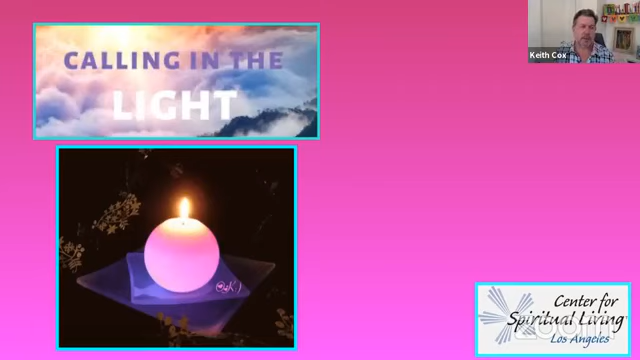 CALLING IN THE
LIGHT
Keith Cox
Center for
Spiritual Living
Los Angeles
zoom